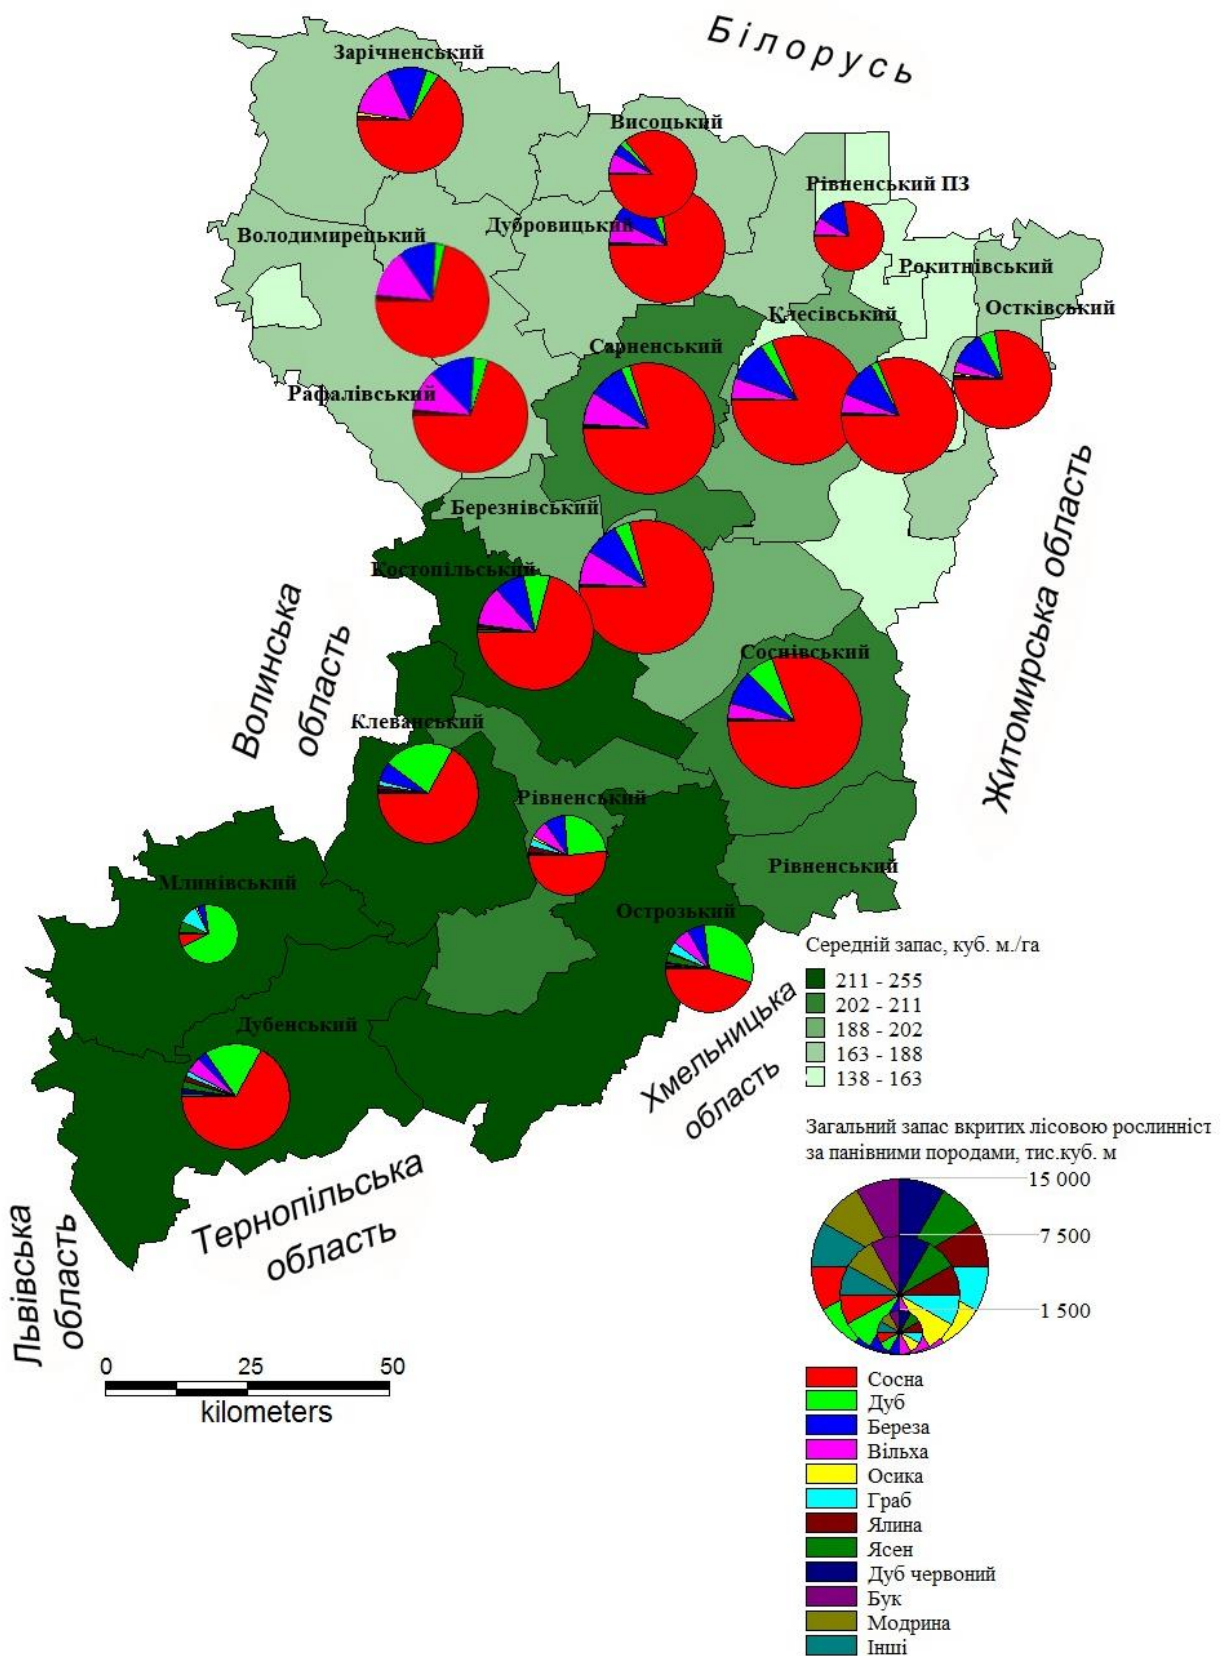 Білорусь
Зарічненський
Висоцький
Рівненський ПЗ
Дубровицький
Володимирецький
Рокитнівський
Остківський
Клесівський
Сарненський
Рафалівський
Березнівський
Костопільський
Волинська
область
Житомирська область
Соснівський
Клеванський
Рівненський
Рівненський
Млинівський
Острозький
Дубенський
Хмельницька
область
Тернопільська
область
Львівська
область
0 25 50
kilometers
Середній запас, куб. м./га
211 - 255
202 - 211
188 - 202
163 - 188
138 - 163
Загальний запас вкритих лісовою рослинніст
за панівними породами, тис.куб. м
15 000
7 500
1 500
Сосна
Дуб
Береза
Вільха
Осика
Граб
Ялина
Ясен
Дуб червоний
Бук
Модрина
Інші